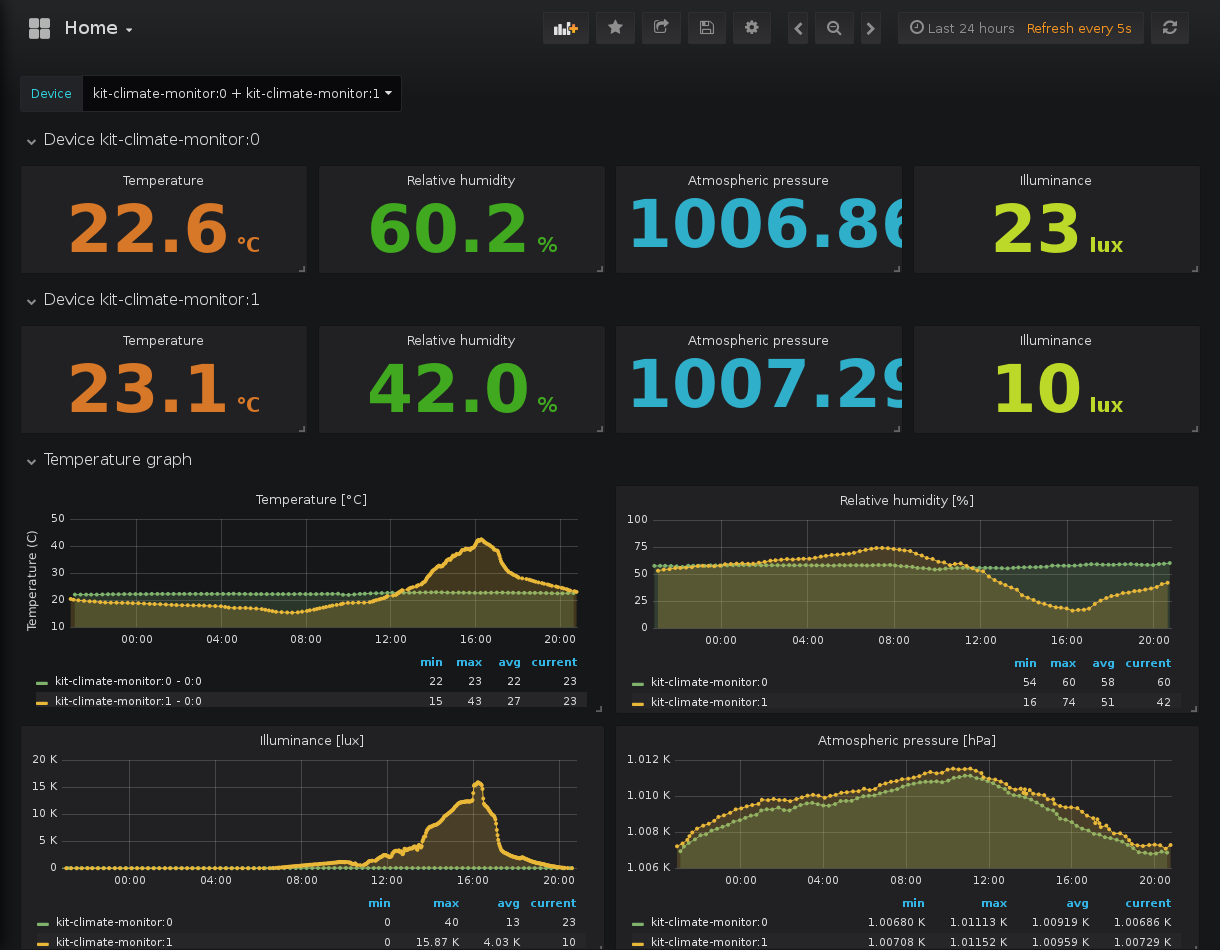 Home
Last 24 hours Refresh every 5s
Device kit-climate-monitor:0 + kit-climate-monitor:1
Device kit-climate-monitor:0
Temperature Relative humidity Atmospheric pressure Illuminance
22.6 °C 60.2 % 1006.86 23 lux
Device kit-climate-monitor:1
Temperature Relative humidity Atmospheric pressure Illuminance
23.1 °C 42.0 % 1007.29 10 lux
Temperature graph
Temperature [°C]
Temperature (C)
50
40
30
20
10
00:00 04:00 08:00 12:00 16:00 20:00
min max avg current
kit-climate-monitor:0 - 0:0 22 23 22 23
kit-climate-monitor:1 - 0:0 15 43 27 23
Relative humidity [%]
100
75
50
25
0
00:00 04:00 08:00 12:00 16:00 20:00
min max avg current
kit-climate-monitor:0 54 60 58 60
kit-climate-monitor:1 16 74 51 42
Illuminance [lux]
20 K
15 K
10 K
5 K
0
00:00 04:00 08:00 12:00 16:00 20:00
min max avg current
kit-climate-monitor:0 0 40 13 23
kit-climate-monitor:1 0 15.87 K 4.03 K 10
Atmospheric pressure [hPa]
1.012 K
1.010 K
1.008 K
1.006 K
00:00 04:00 08:00 12:00 16:00 20:00
min max avg current
kit-climate-monitor:0 1.00680 K 1.01113 K 1.00919 K 1.00686 K
kit-climate-monitor:1 1.00708 K 1.01152 K 1.00959 K 1.00729 K